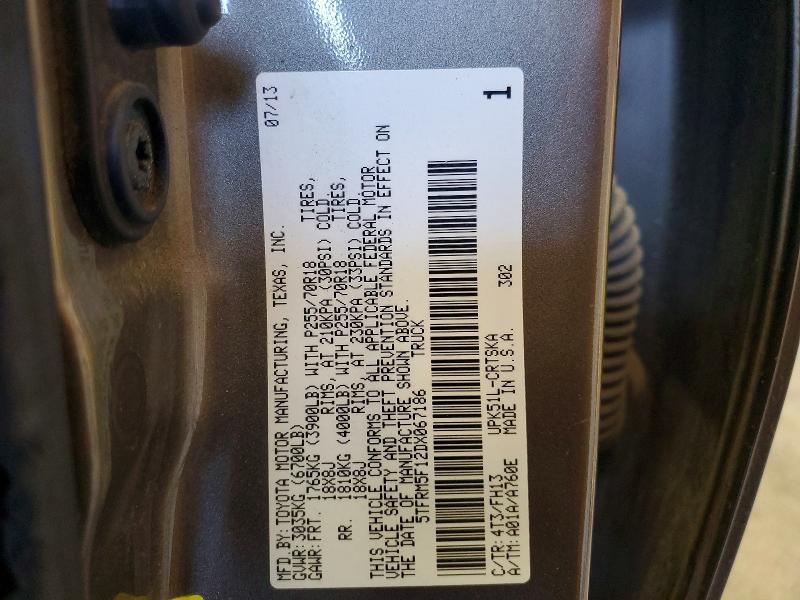 MFD.BY:TOYOTA MOTOR MANUFACTURING, TEXAS, INC. 07/13
GVWR:3035KG (6700LB)
GAWR:FRT. 1765KG (3900LB) WITH P255/70R18 TIRES,
18X8J RIMS, AT 210KPA (30PSI) COLD.
RR. 1810KG (4000LB) WITH P255/70R18 TIRES,
18X8J RIMS, AT 230KPA (33PSI) COLD.
THIS VEHICLE CONFORMS TO ALL APPLICABLE FEDERAL MOTOR
VEHICLE SAFETY AND THEFT PREVENTION STANDARDS IN EFFECT ON
THE DATE OF MANUFACTURE SHOWN ABOVE.
5TFRM5F12DX067186 TRUCK
1
C/TR:4T3/FH13 UPK51L-CRTSKA
A/TM:A01A/A760E MADE IN U.S.A. 302